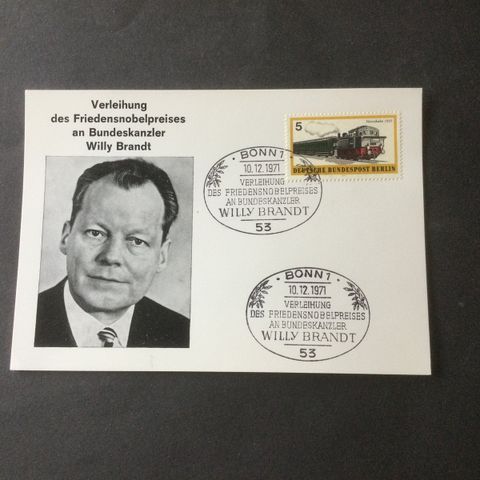 Verleihung
des Friedensnobelpreises
an Bundeskanzler
Willy Brandt
5
DEUTSCHE BUNDESPOST BERLIN
BONN 1
10.12.1971
VERLEIHUNG
DES FRIEDENSNOBELPREISES
AN BUNDESKANZLER
WILLY BRANDT
53
BONN 1
10.12.1971
VERLEIHUNG
DES FRIEDENSNOBELPREISES
AN BUNDESKANZLER
WILLY BRANDT
53